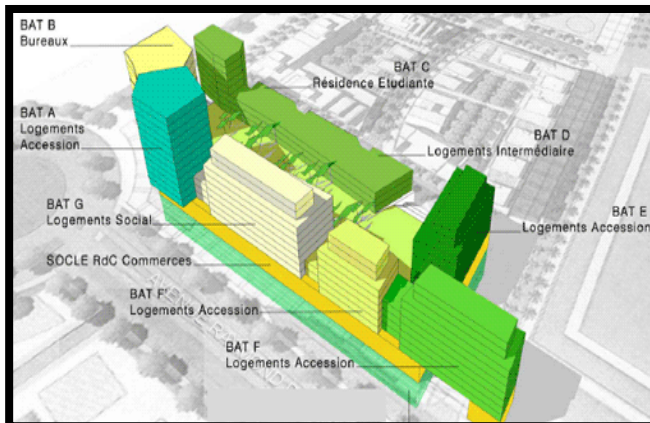 BAT B
Bureaux
BAT C
Résidence Etudiante
BAT A
Logements
Accession
BAT D
Logements Intermédiaire
BAT G
Logements Social
BAT E
Logements Accession
SOCLE RdC Commerces
BAT F'
Logements Accession
BAT F
Logements Accession